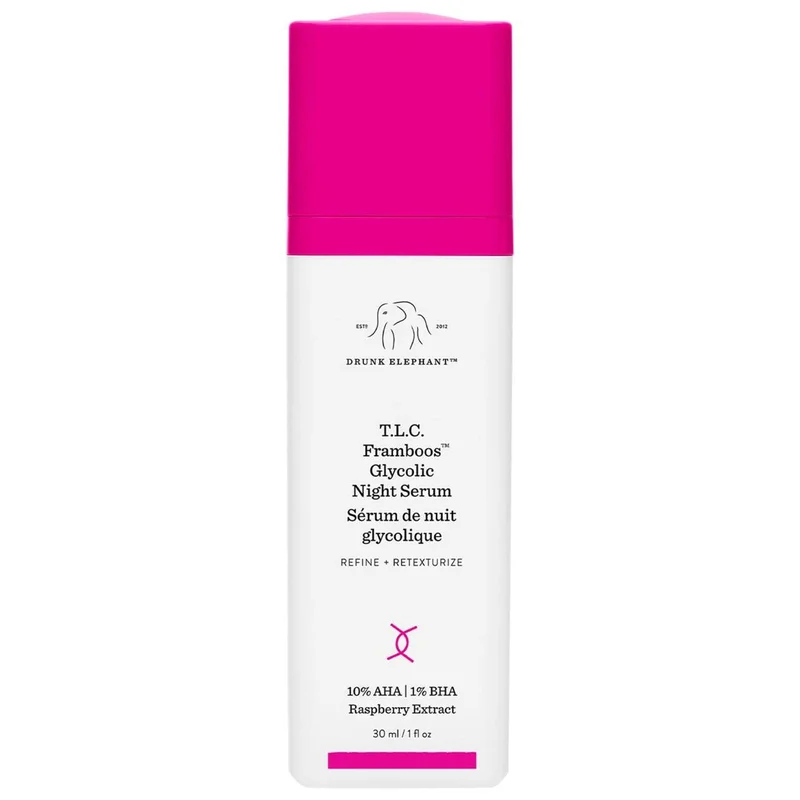 ESTD 2012
DRUNK ELEPHANT™
T.L.C.
Framboos™
Glycolic
Night Serum
Sérum de nuit
glycolique
REFINE + RETEXTURIZE
10% AHA | 1% BHA
Raspberry Extract
30 ml / 1 fl oz